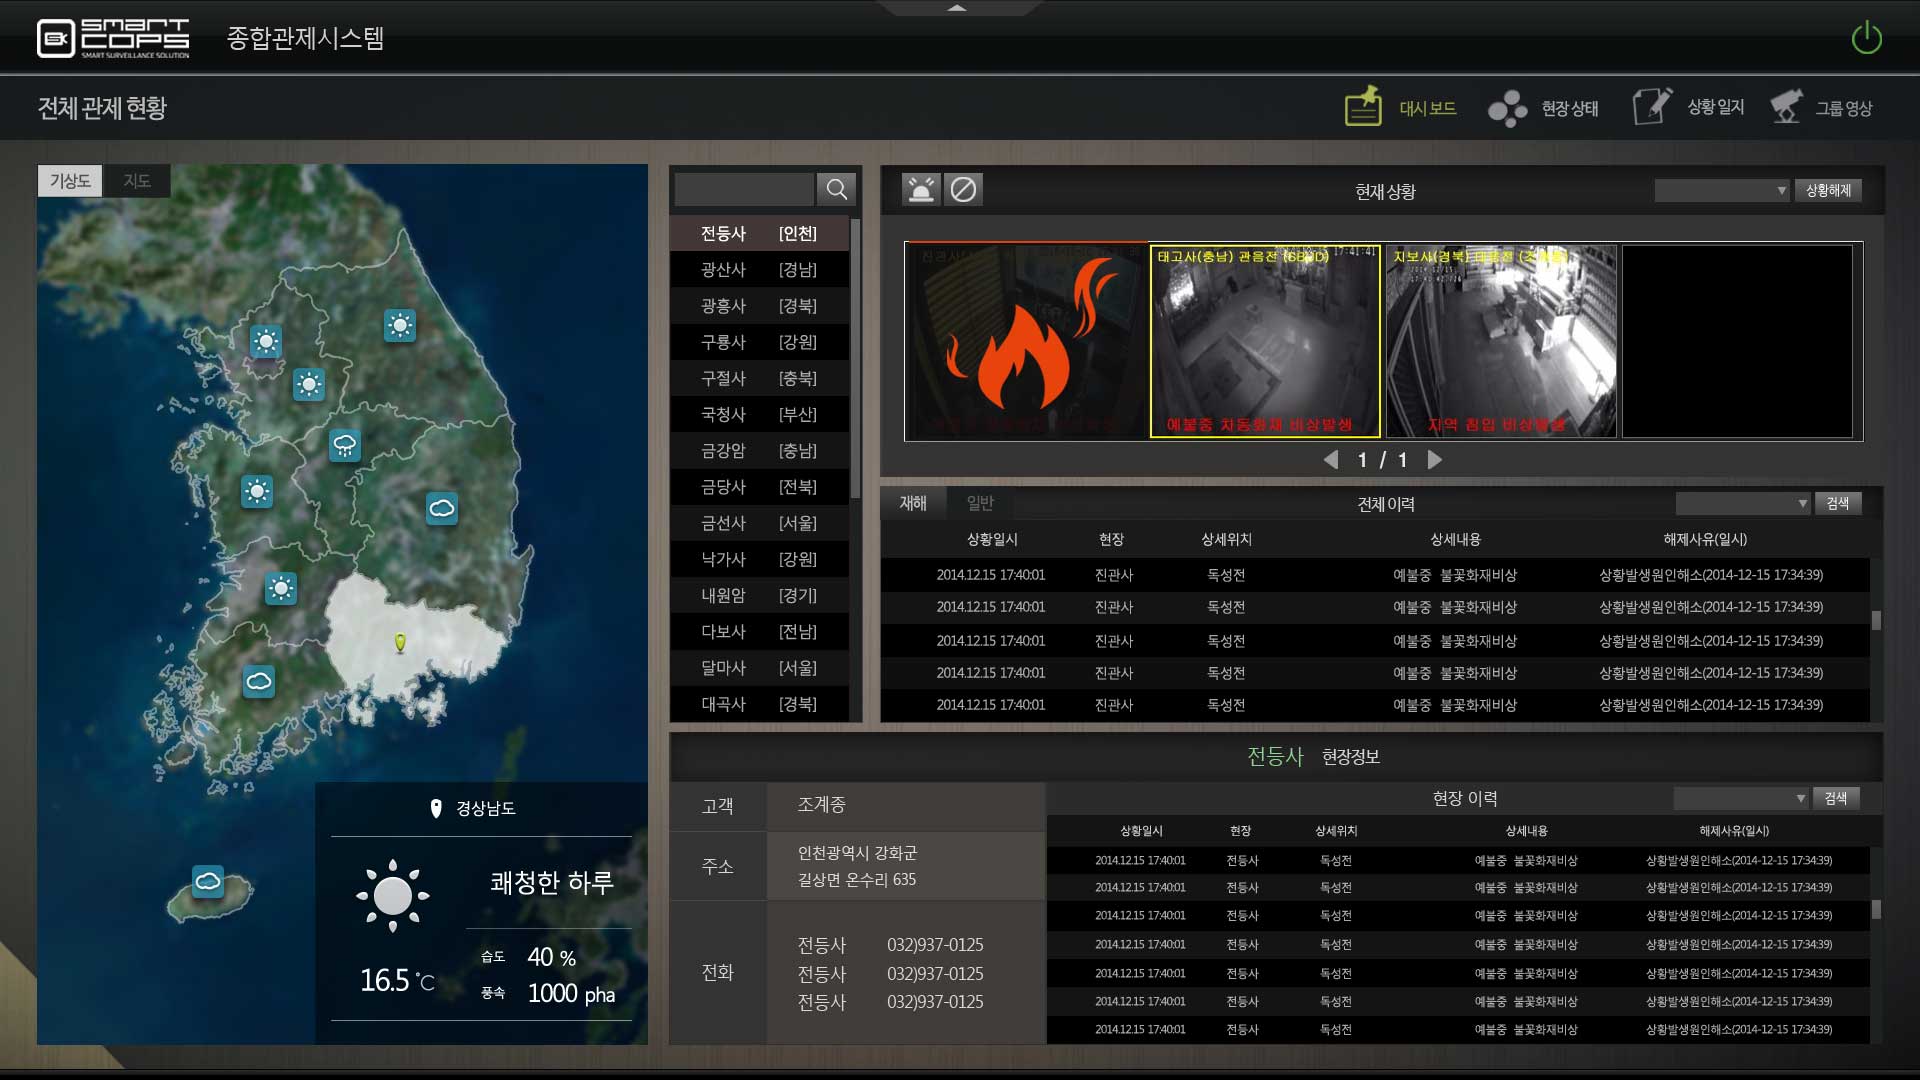 SMART COPS
SMART SURVEILLANCE SOLUTION
종합관제시스템
전체 관제 현황
대시 보드
현장 상태
상황 일지
그룹 영상
기상도 지도
경상남도
쾌청한 하루
16.5 °C
습도 40 %
풍속 1000 pha
전등사 [인천]
광산사 [경남]
광흥사 [경북]
구룡사 [강원]
구절사 [충북]
국청사 [부산]
금강암 [충남]
금당사 [전북]
금선사 [서울]
낙가사 [강원]
내원암 [경기]
다보사 [전남]
달마사 [서울]
대곡사 [경북]
현재 상황
상황해제
태고사(충남) 관음전
17:41:41
예불중 차동화재 비상발생
지보사(경북)
지역 침입 비상발생
1 / 1
재해 일반 전체 이력 검색
상황일시 현장 상세위치 상세내용 해제사유(일시)
2014.12.15 17:40:01 진관사 독성전 예불중 불꽃화재비상 상황발생원인해소(2014-12-15 17:34:39)
2014.12.15 17:40:01 진관사 독성전 예불중 불꽃화재비상 상황발생원인해소(2014-12-15 17:34:39)
2014.12.15 17:40:01 진관사 독성전 예불중 불꽃화재비상 상황발생원인해소(2014-12-15 17:34:39)
2014.12.15 17:40:01 진관사 독성전 예불중 불꽃화재비상 상황발생원인해소(2014-12-15 17:34:39)
2014.12.15 17:40:01 진관사 독성전 예불중 불꽃화재비상 상황발생원인해소(2014-12-15 17:34:39)
전등사 현장정보
고객 조계종
주소 인천광역시 강화군
길상면 온수리 635
전화
전등사 032)937-0125
전등사 032)937-0125
전등사 032)937-0125
현장 이력 검색
상황일시 현장 상세위치 상세내용 해제사유(일시)
2014.12.15 17:40:01 전등사 독성전 예불중 불꽃화재비상 상황발생원인해소(2014-12-15 17:34:39)
2014.12.15 17:40:01 전등사 독성전 예불중 불꽃화재비상 상황발생원인해소(2014-12-15 17:34:39)
2014.12.15 17:40:01 전등사 독성전 예불중 불꽃화재비상 상황발생원인해소(2014-12-15 17:34:39)
2014.12.15 17:40:01 전등사 독성전 예불중 불꽃화재비상 상황발생원인해소(2014-12-15 17:34:39)
2014.12.15 17:40:01 전등사 독성전 예불중 불꽃화재비상 상황발생원인해소(2014-12-15 17:34:39)
2014.12.15 17:40:01 전등사 독성전 예불중 불꽃화재비상 상황발생원인해소(2014-12-15 17:34:39)
2014.12.15 17:40:01 전등사 독성전 예불중 불꽃화재비상 상황발생원인해소(2014-12-15 17:34:39)